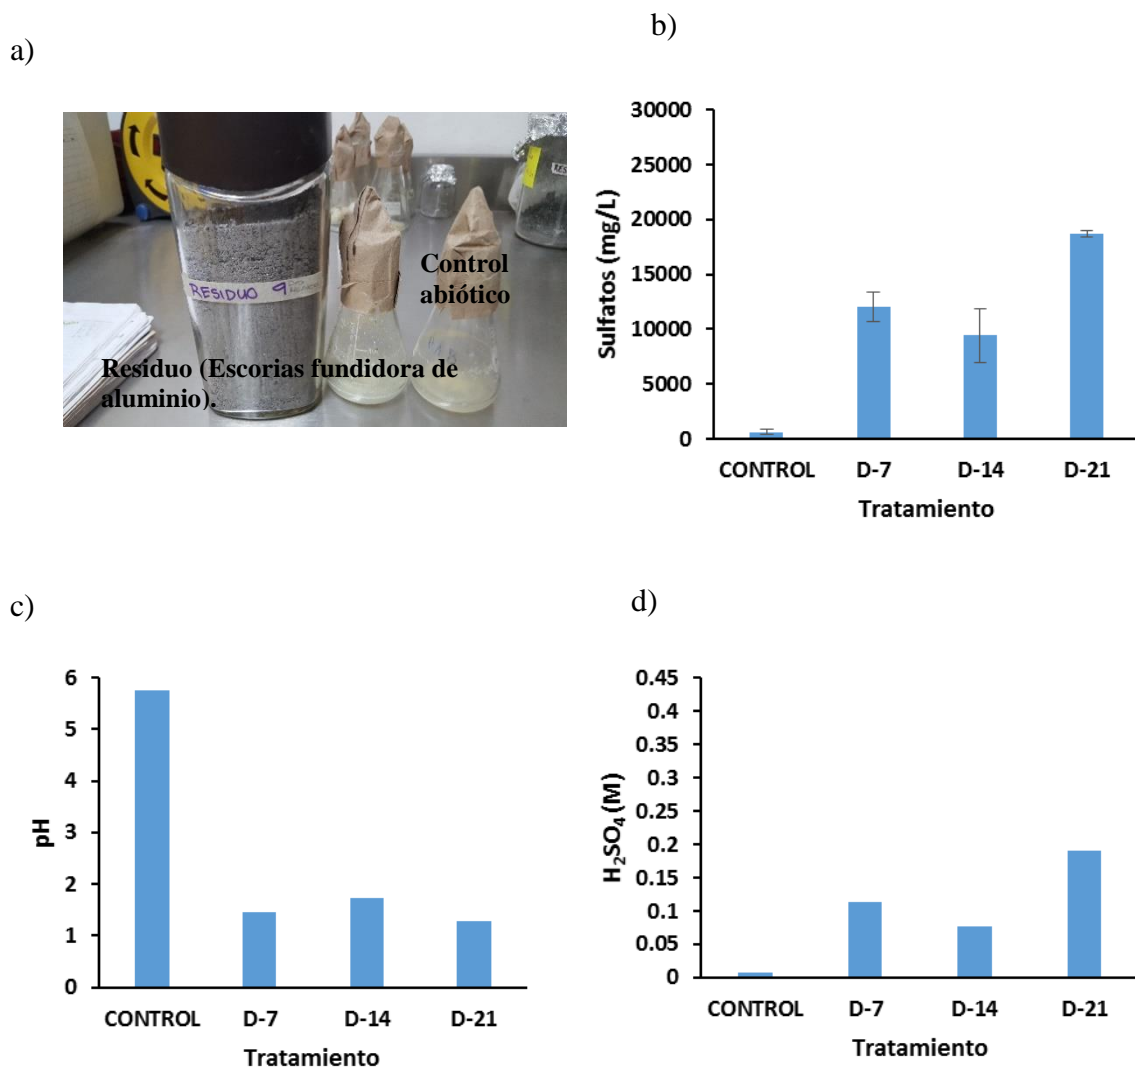 a)
b)
RESIDUO 9
Control
abiótico
Residuo (Escorias fundidora de
aluminio).
30000
25000
20000
15000
10000
5000
0
Sulfatos (mg/L)
CONTROL D-7 D-14 D-21
Tratamiento
c)
d)
6
5
4
3
2
1
0
pH
CONTROL D-7 D-14 D-21
Tratamiento
0.45
0.4
0.35
0.3
0.25
0.2
0.15
0.1
0.05
0
H₂SO₄ (M)
CONTROL D-7 D-14 D-21
Tratamiento